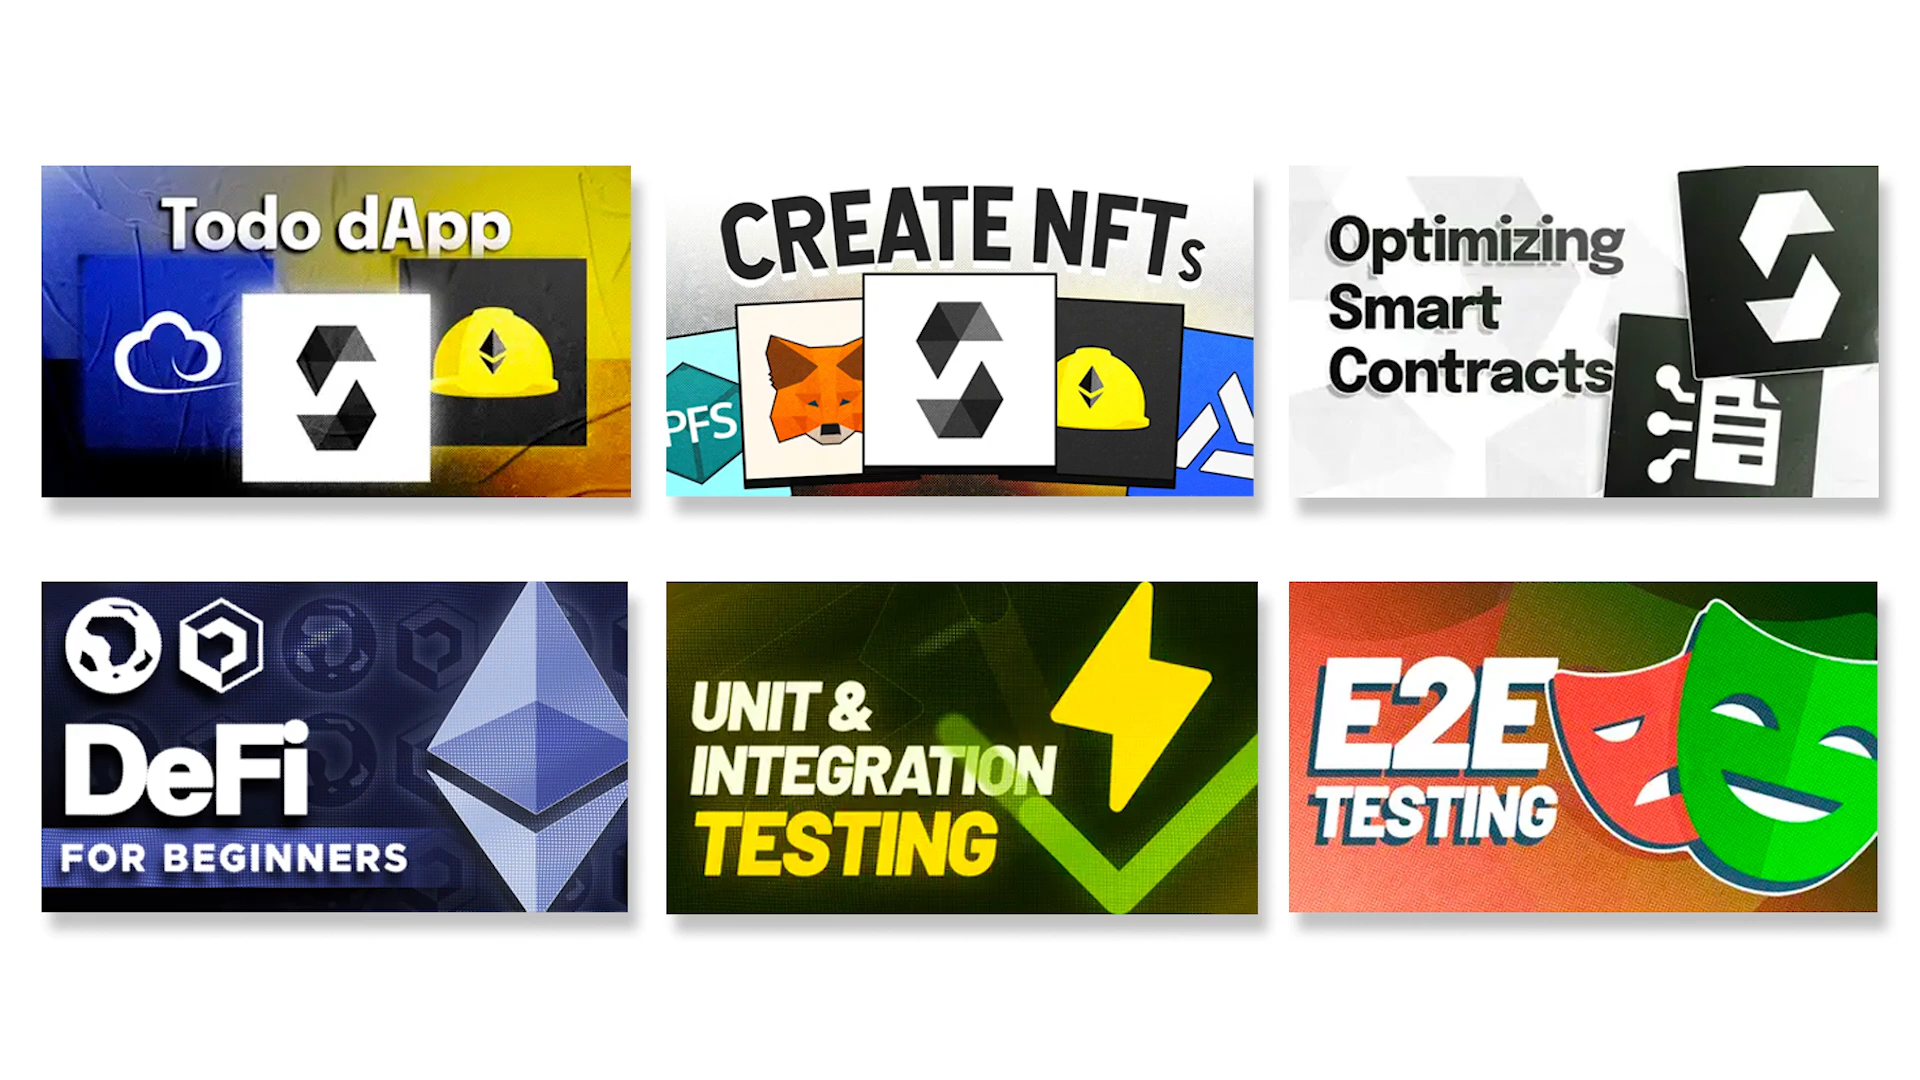 Todo dApp
CREATE NFTs
PFS
Optimizing
Smart
Contracts
DeFi
FOR BEGINNERS
UNIT &
INTEGRATION
TESTING
E2E
TESTING